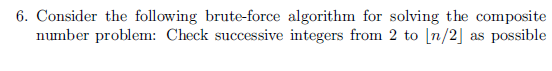 6. Consider the following brute-force algorithm for solving the composite
number problem: Check successive integers from 2 to ⌊n/2⌋ as possible